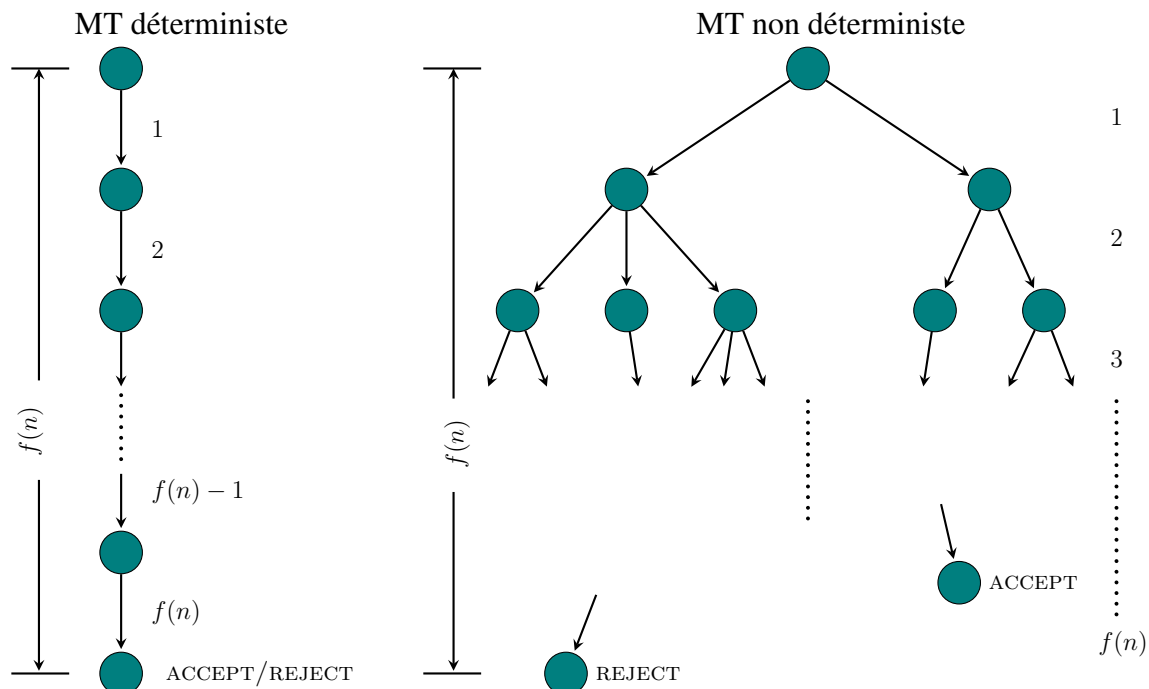 MT déterministe
1
2
f(n)
f(n) − 1
f(n)
ACCEPT/REJECT
MT non déterministe
1
2
3
f(n)
ACCEPT
f(n)
REJECT